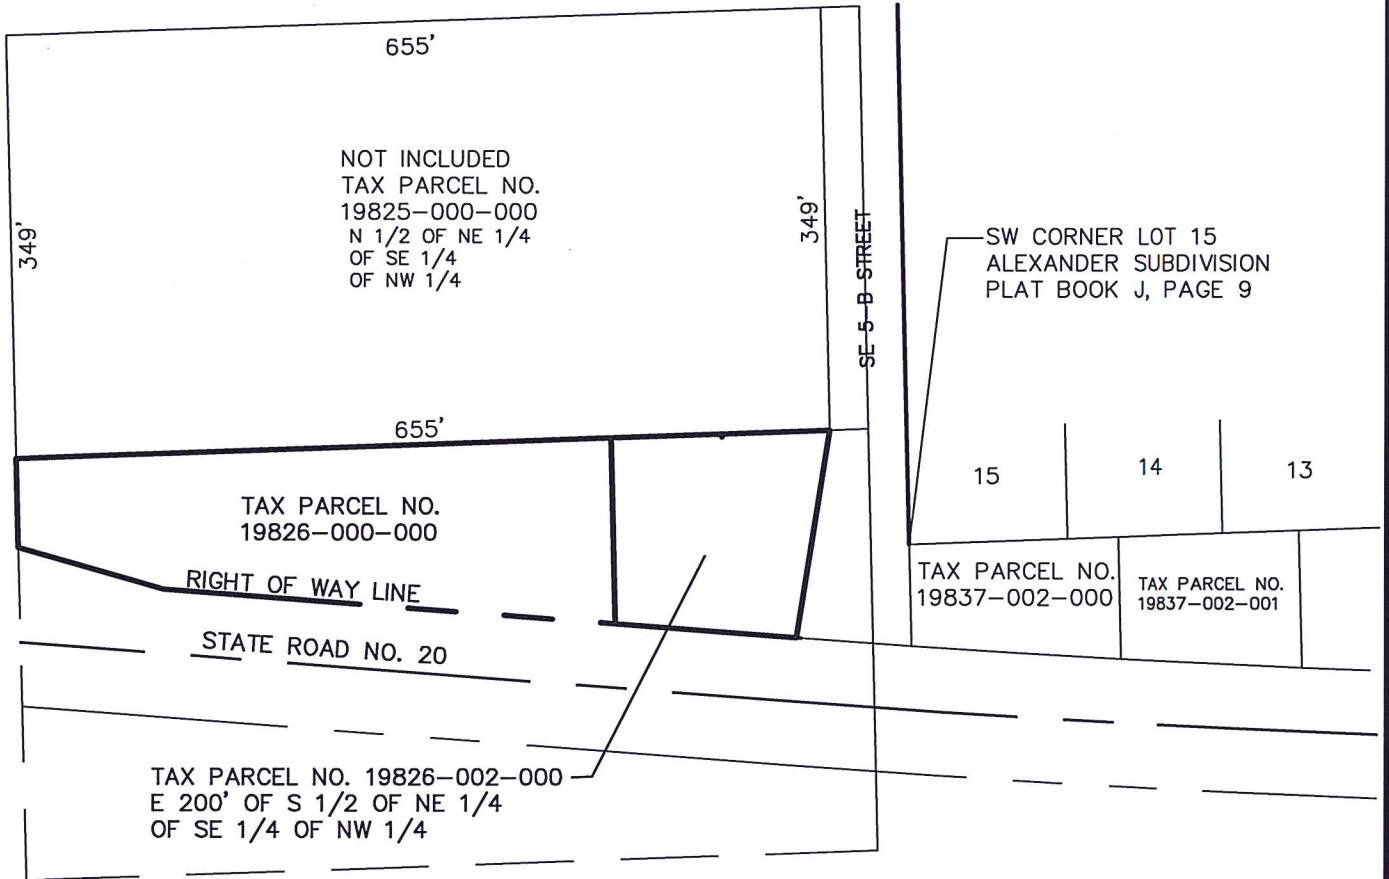 655'
NOT INCLUDED
TAX PARCEL NO.
19825-000-000
N 1/2 OF NE 1/4
OF SE 1/4
OF NW 1/4
349'
349'
SE 5-B STREET
SW CORNER LOT 15
ALEXANDER SUBDIVISION
PLAT BOOK J, PAGE 9
655'
15
14
13
TAX PARCEL NO.
19826-000-000
RIGHT OF WAY LINE
STATE ROAD NO. 20
TAX PARCEL NO.
19837-002-000
TAX PARCEL NO.
19837-002-001
TAX PARCEL NO. 19826-002-000
E 200' OF S 1/2 OF NE 1/4
OF SE 1/4 OF NW 1/4